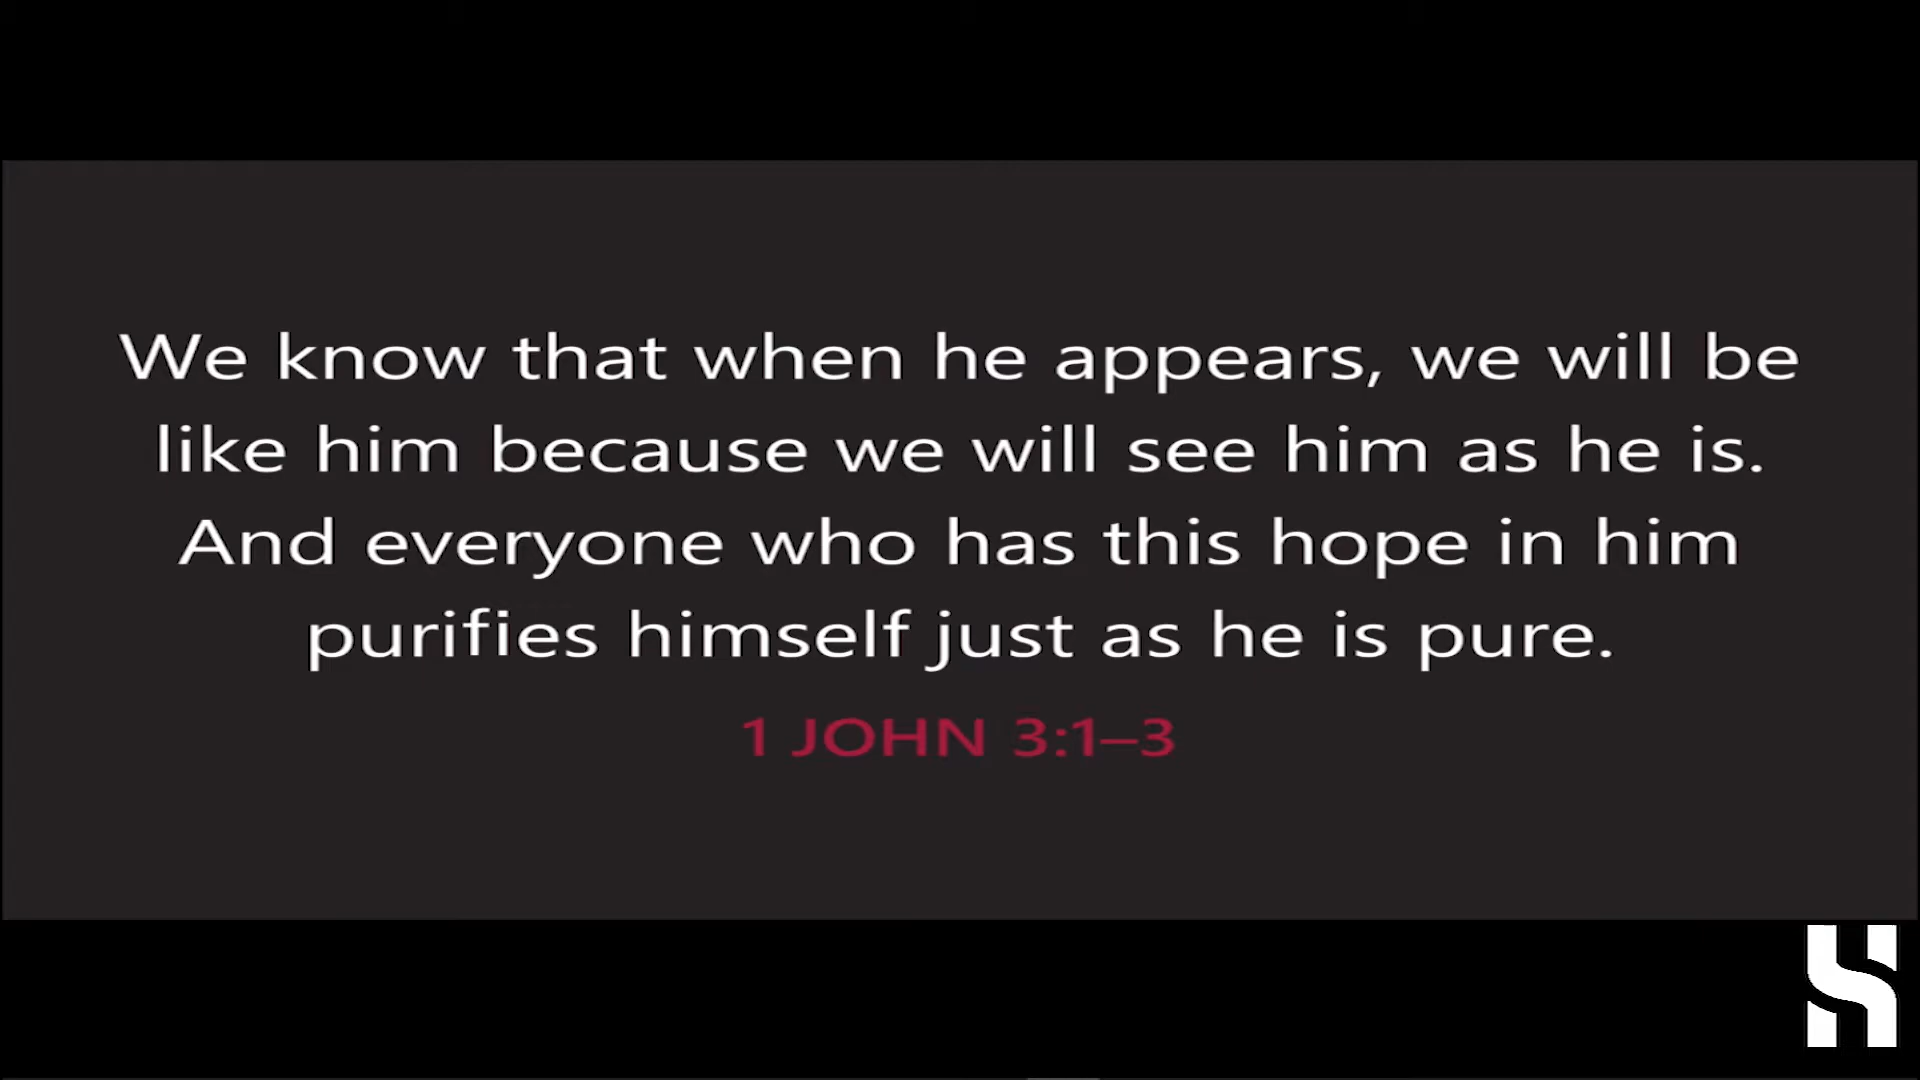 We know that when he appears, we will be
like him because we will see him as he is.
And everyone who has this hope in him
purifies himself just as he is pure.
1 JOHN 3:1–3